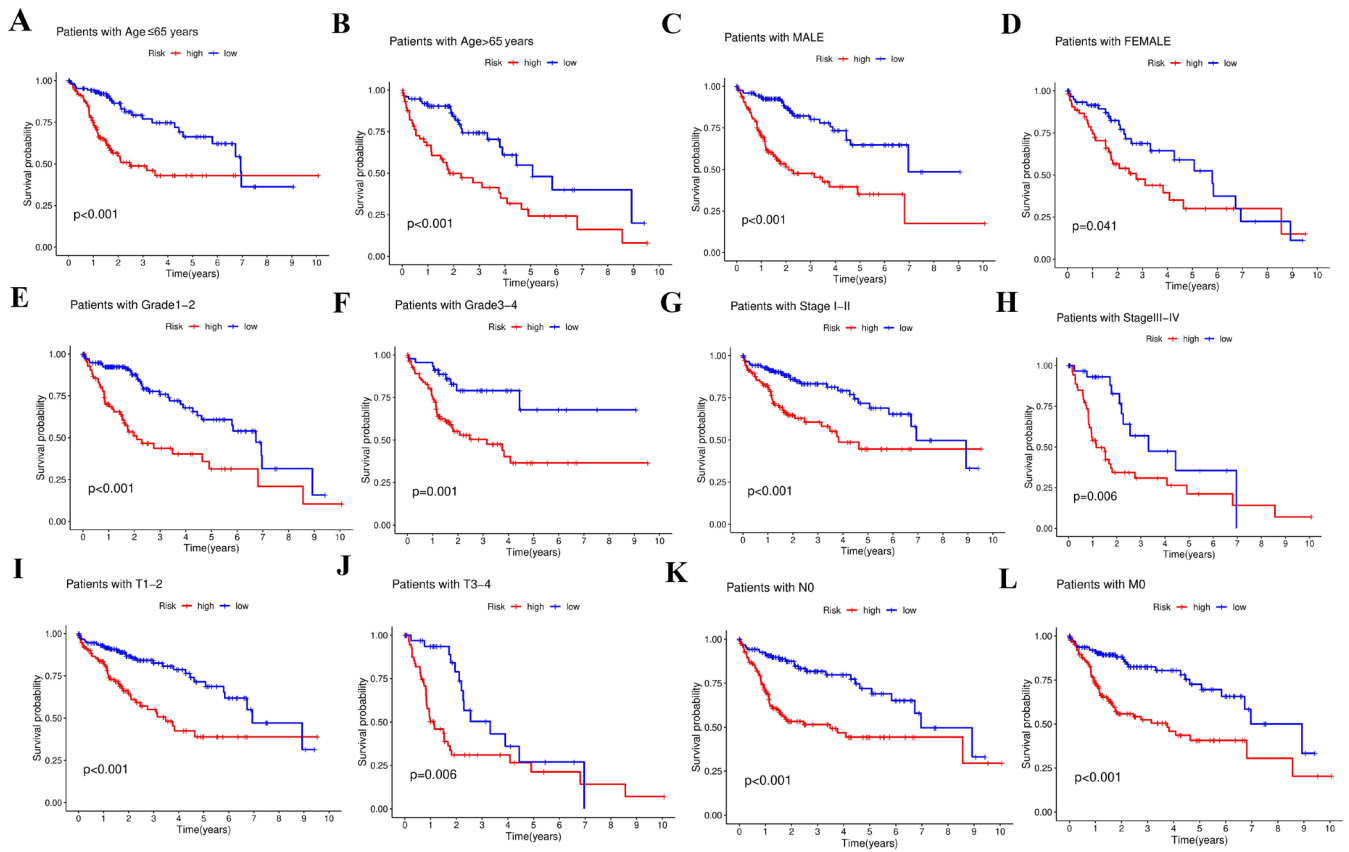 A
Patients with Age≤65 years
Risk high low
Survival probability
1.00
0.75
0.50
0.25
0.00
p<0.001
0 1 2 3 4 5 6 7 8 9 10
Time(years)
B
Patients with Age>65 years
Risk high low
Survival probability
1.00
0.75
0.50
0.25
0.00
p<0.001
0 1 2 3 4 5 6 7 8 9 10
Time(years)
C
Patients with MALE
Risk high low
Survival probability
1.00
0.75
0.50
0.25
0.00
p<0.001
0 1 2 3 4 5 6 7 8 9 10
Time(years)
D
Patients with FEMALE
Risk high low
Survival probability
1.00
0.75
0.50
0.25
0.00
p=0.041
0 1 2 3 4 5 6 7 8 9 10
Time(years)
E
Patients with Grade1−2
Risk high low
Survival probability
1.00
0.75
0.50
0.25
0.00
p<0.001
0 1 2 3 4 5 6 7 8 9 10
Time(years)
F
Patients with Grade3−4
Risk high low
Survival probability
1.00
0.75
0.50
0.25
0.00
p=0.001
0 1 2 3 4 5 6 7 8 9 10
Time(years)
G
Patients with Stage I−II
Risk high low
Survival probability
1.00
0.75
0.50
0.25
0.00
p<0.001
0 1 2 3 4 5 6 7 8 9 10
Time(years)
H
Patients with StageIII−IV
Risk high low
Survival probability
1.00
0.75
0.50
0.25
0.00
p=0.006
0 1 2 3 4 5 6 7 8 9 10
Time(years)
I
Patients with T1−2
Risk high low
Survival probability
1.00
0.75
0.50
0.25
0.00
p<0.001
0 1 2 3 4 5 6 7 8 9 10
Time(years)
J
Patients with T3−4
Risk high low
Survival probability
1.00
0.75
0.50
0.25
0.00
p=0.006
0 1 2 3 4 5 6 7 8 9 10
Time(years)
K
Patients with N0
Risk high low
Survival probability
1.00
0.75
0.50
0.25
0.00
p<0.001
0 1 2 3 4 5 6 7 8 9 10
Time(years)
L
Patients with M0
Risk high low
Survival probability
1.00
0.75
0.50
0.25
0.00
p<0.001
0 1 2 3 4 5 6 7 8 9 10
Time(years)